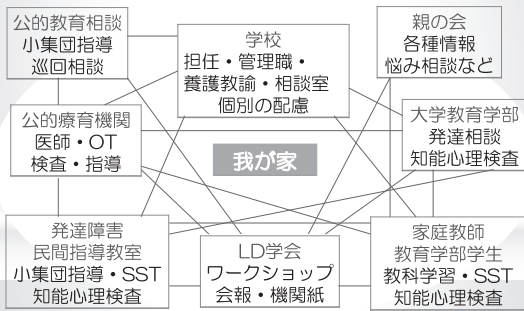 公的教育相談
小集団指導
巡回相談
学校
担任・管理職・
養護教諭・相談室
個別の配慮
親の会
各種情報
悩み相談など
公的療育機関
医師・OT
検査・指導
我が家
大学教育学部
発達相談
知能心理検査
発達障害
民間指導教室
小集団指導・SST
知能心理検査
LD学会
ワークショップ
会報・機関紙
家庭教師
教育学部学生
教科学習・SST
知能心理検査